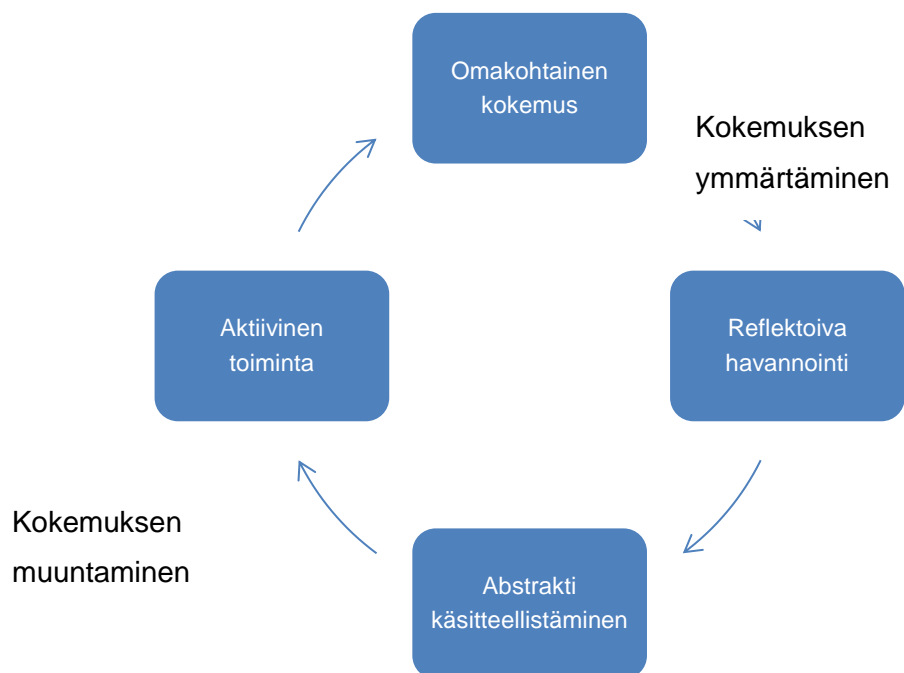 Omakohtainen
kokemus
Kokemuksen
ymmärtäminen
Aktiivinen
toiminta
Reflektoiva
havannointi
Kokemuksen
muuntaminen
Abstrakti
käsitteellistäminen